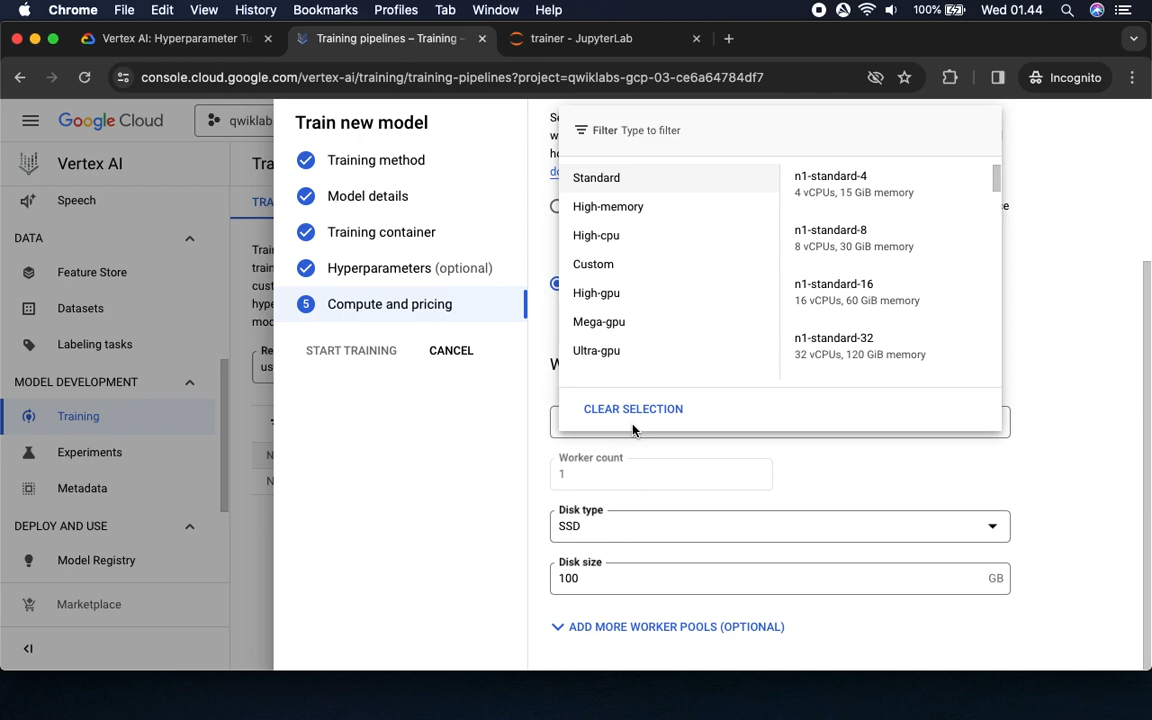 Chrome File Edit View History Bookmarks Profiles Tab Window Help 100% Wed 01.44
Vertex AI: Hyperparameter Tu Training pipelines – Training – trainer - JupyterLab
console.cloud.google.com/vertex-ai/training/training-pipelines?project=qwiklabs-gcp-03-ce6a64784df7 Incognito
Google Cloud qwiklab
Vertex AI
Speech
DATA
Feature Store
Datasets
Labeling tasks
MODEL DEVELOPMENT
Training
Experiments
Metadata
DEPLOY AND USE
Model Registry
Marketplace
Train new model
Training method
Model details
Training container
Hyperparameters (optional)
5 Compute and pricing
START TRAINING CANCEL
Filter Type to filter
Standard
High-memory
High-cpu
Custom
High-gpu
Mega-gpu
Ultra-gpu
n1-standard-4
4 vCPUs, 15 GiB memory
n1-standard-8
8 vCPUs, 30 GiB memory
n1-standard-16
16 vCPUs, 60 GiB memory
n1-standard-32
32 vCPUs, 120 GiB memory
CLEAR SELECTION
Worker count
1
Disk type
SSD
Disk size
100 GB
ADD MORE WORKER POOLS (OPTIONAL)